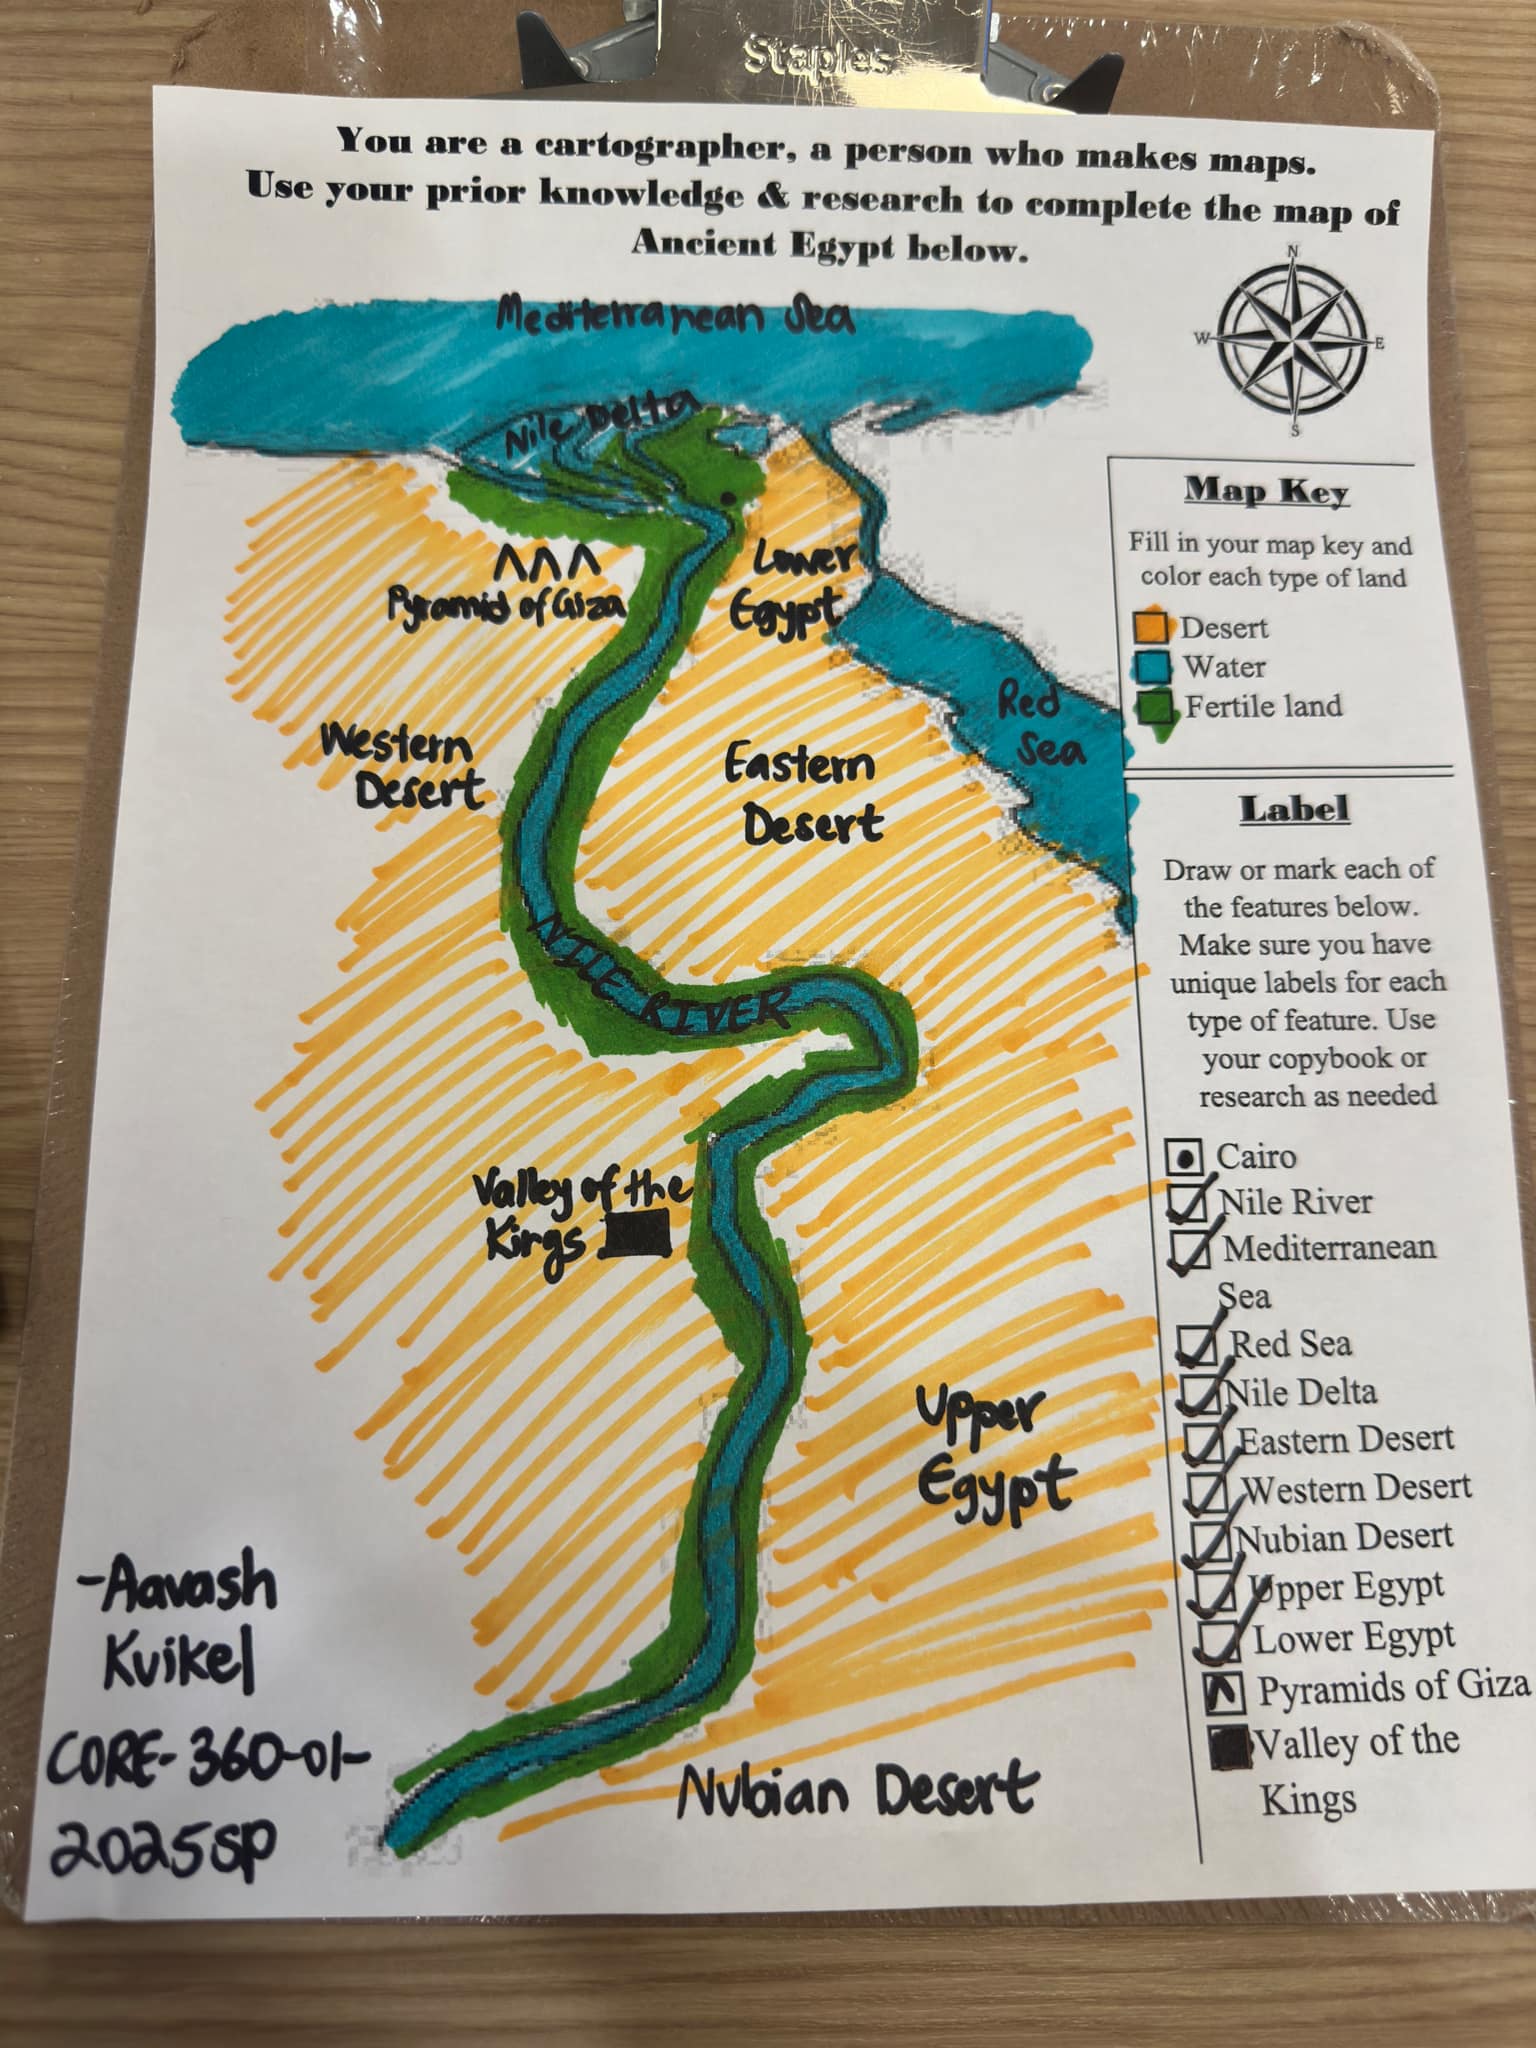 Staples
You are a cartographer, a person who makes maps.
Use your prior knowledge & research to complete the map of
Ancient Egypt below.
N
W
E
S
Mediterranean Sea
Nile Delta
Pyramid of Giza
Lower
Egypt
Red
Sea
Western
Desert
Eastern
Desert
NILE RIVER
Valley of the
Kings
Upper
Egypt
Nubian Desert
-Aavash
Kvikel
CORE-360-01-
2025SP
Map Key
Fill in your map key and
color each type of land
Desert
Water
Fertile land
Label
Draw or mark each of
the features below.
Make sure you have
unique labels for each
type of feature. Use
your copybook or
research as needed
Cairo
Nile River
Mediterranean
Sea
Red Sea
Nile Delta
Eastern Desert
Western Desert
Nubian Desert
Upper Egypt
Lower Egypt
Pyramids of Giza
Valley of the
Kings